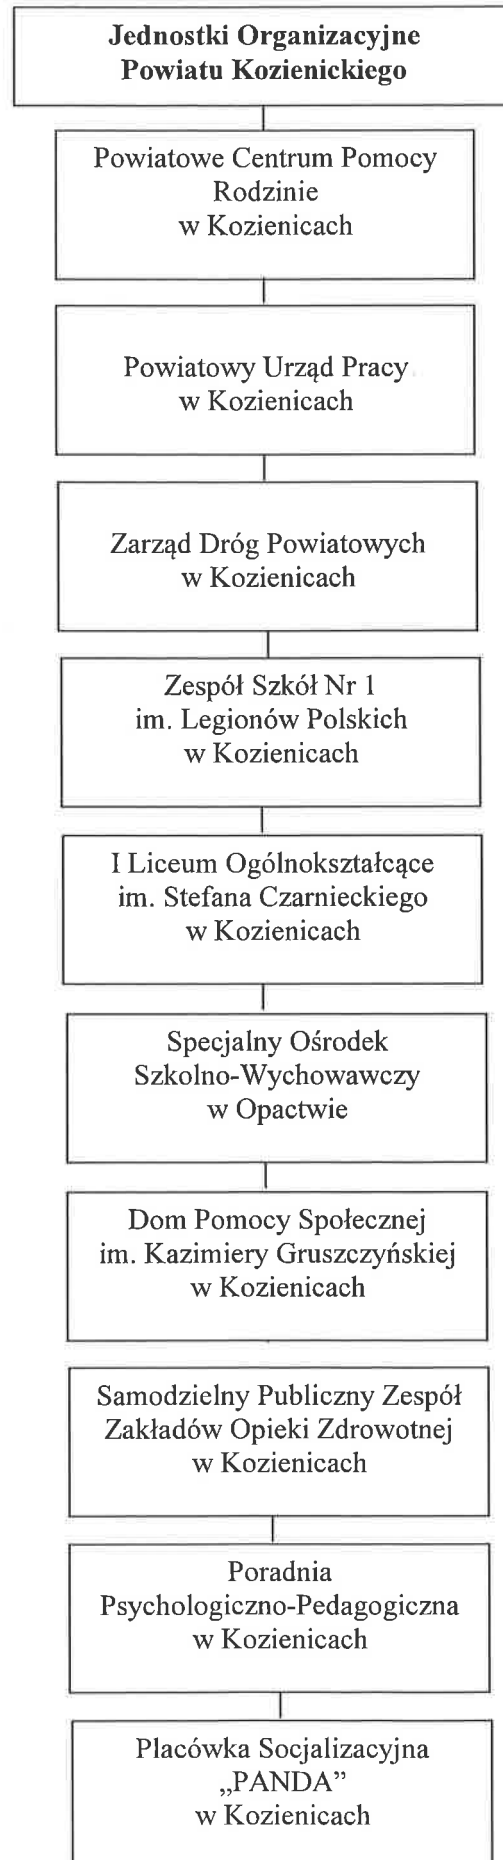 Jednostki Organizacyjne
Powiatu Kozienickiego
Powiatowe Centrum Pomocy
Rodzinie
w Kozienicach
Powiatowy Urząd Pracy
w Kozienicach
Zarząd Dróg Powiatowych
w Kozienicach
Zespół Szkół Nr 1
im. Legionów Polskich
w Kozienicach
I Liceum Ogólnokształcące
im. Stefana Czarnieckiego
w Kozienicach
Specjalny Ośrodek
Szkolno-Wychowawczy
w Opactwie
Dom Pomocy Społecznej
im. Kazimiery Gruszczyńskiej
w Kozienicach
Samodzielny Publiczny Zespół
Zakładów Opieki Zdrowotnej
w Kozienicach
Poradnia
Psychologiczno-Pedagogiczna
w Kozienicach
Placówka Socjalizacyjna
„PANDA”
w Kozienicach